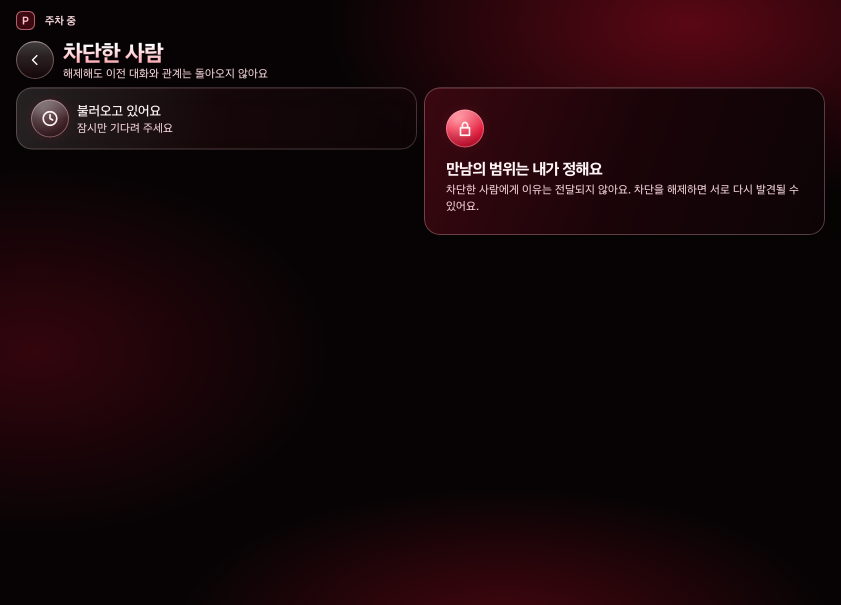 P 주차 중
차단한 사람
해제해도 이전 대화와 관계는 돌아오지 않아요
불러오고 있어요
잠시만 기다려 주세요
만남의 범위는 내가 정해요
차단한 사람에게 이유는 전달되지 않아요. 차단을 해제하면 서로 다시 발견될 수
있어요.